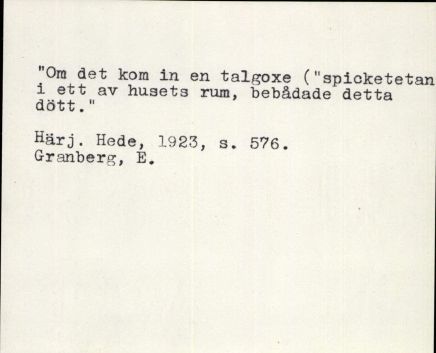 "Om det kom in en talgoxe ("spicketetan
i ett av husets rum, bebådade detta
dött."
Härj. Hede, 1923, s. 576.
Granberg, E.